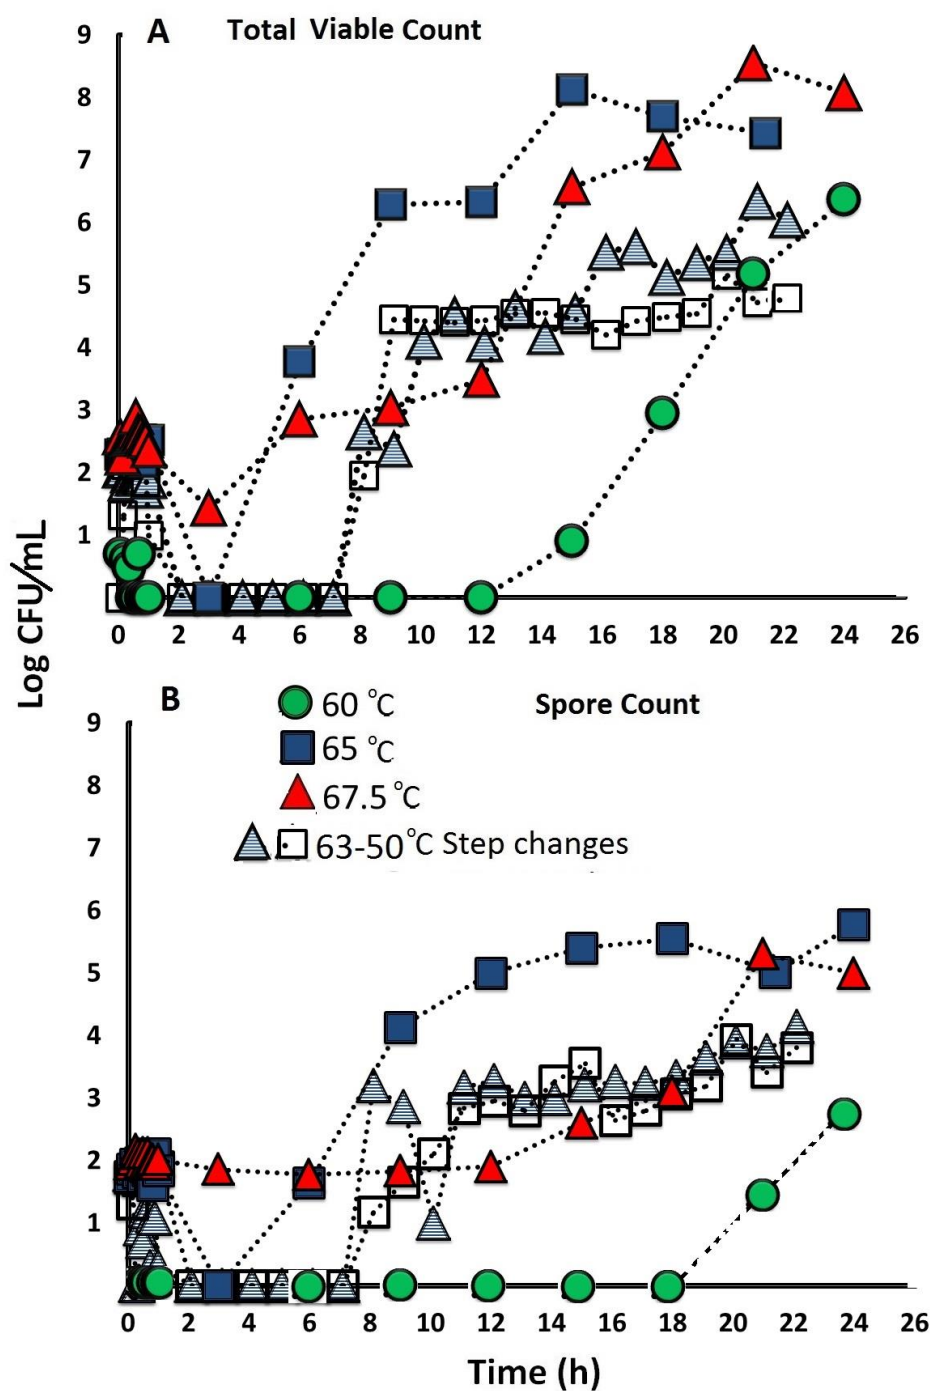 A Total Viable Count
9
8
7
6
5
4
3
2
1
0 2 4 6 8 10 12 14 16 18 20 22 24 26
Log CFU/mL
B Spore Count
60 °C
65 °C
67.5 °C
63-50°C Step changes
9
8
7
6
5
4
3
2
1
0 2 4 6 8 10 12 14 16 18 20 22 24 26
Time (h)